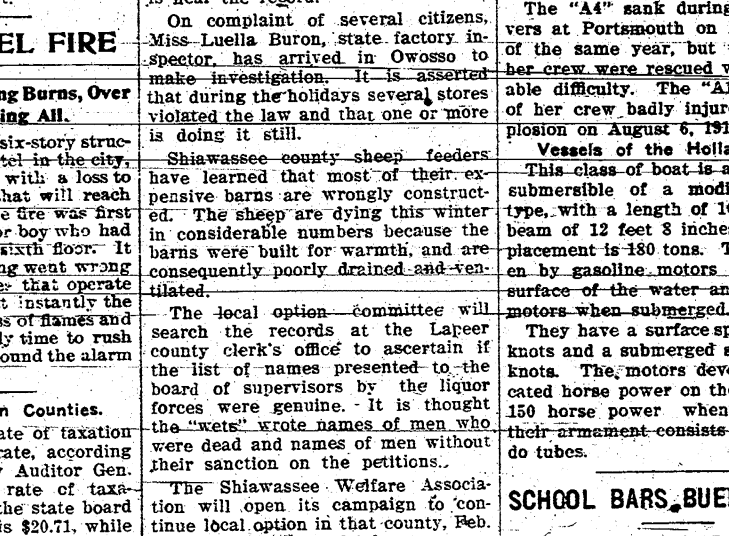 EL FIRE
ng Burns, Over
ing All.
six-story struc-
tel in the city,
with a loss to
that will reach
e fire was first
or boy who had
sixth floor. It
ng went wrong
that operate
t instantly the
ss of flames and
ly time to rush
ound the alarm
n Counties.
ate of taxation
rate, according
Auditor Gen.
rate of taxa-
the state board
is $20.71, while
On complaint of several citizens,
Miss Luella Buron, state factory in-
spector, has arrived in Owosso to
make investigation. It is asserted
that during the holidays several stores
violated the law and that one or more
is doing it still.
Shiawassee county sheep feeders
have learned that most of their ex-
pensive barns are wrongly construct-
ed. The sheep are dying this winter
in considerable numbers because the
barns were built for warmth, and are
consequently poorly drained and ven-
tilated.
The local option committee will
search the records at the Lapeer
county clerk's office to ascertain if
the list of names presented to the
board of supervisors by the liquor
forces were genuine. It is thought
the "wets" wrote names of men who
were dead and names of men without
their sanction on the petitions.
The Shiawassee Welfare Associa-
tion will open its campaign to con-
tinue local option in that county, Feb.
The "A4" sank during
vers at Portsmouth on
of the same year, but
her crew were rescued
able difficulty. The "A1
of her crew badly injur
plosion on August 6, 191
Vessels of the Holla
This class of boat is a
submersible of a modi
type, with a length of 1
beam of 12 feet 8 inche
placement is 180 tons.
en by gasoline motors
surface of the water an
motors when submerged.
They have a surface sp
knots and a submerged s
knots. The motors deve
cated horse power on the
150 horse power when
their armament consists
do tubes.
SCHOOL BARS BUE